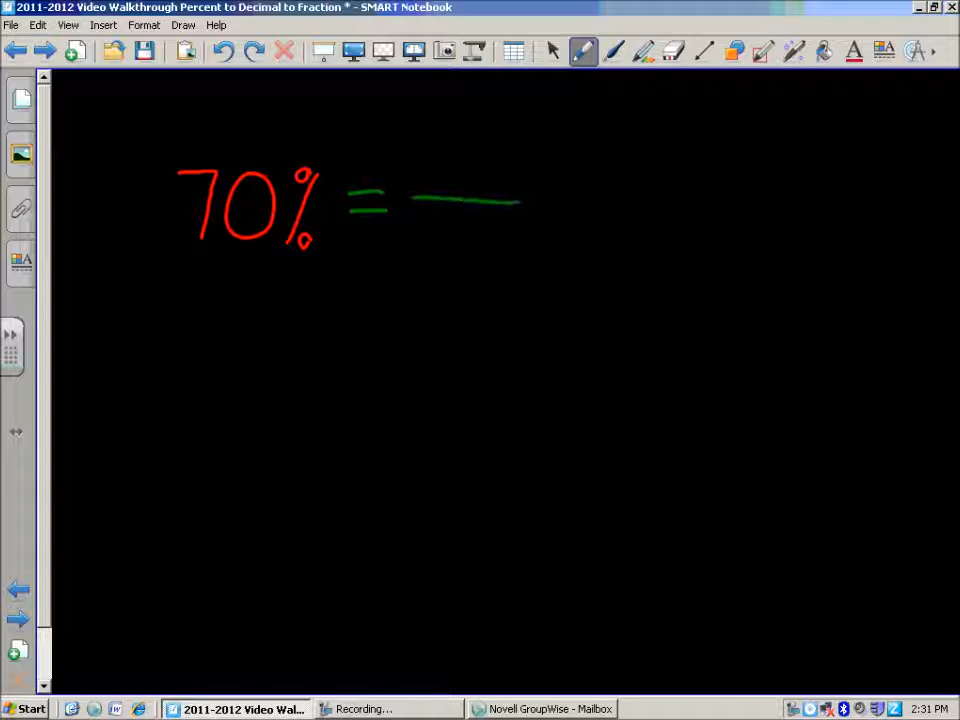 2011-2012 Video Walkthrough Percent to Decimal to Fraction * - SMART Notebook
File Edit View Insert Format Draw Help
70% =
Start 2011-2012 Video Wal... Recording... Novell GroupWise - Mailbox 2:31 PM